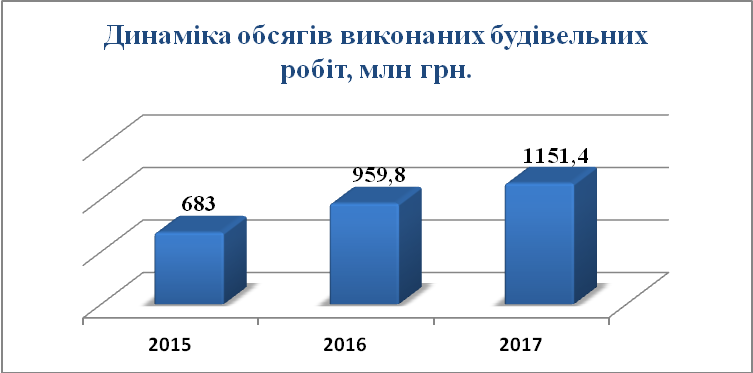 Динаміка обсягів виконаних будівельних
робіт, млн грн.
1151,4
959,8
683
2015 2016 2017